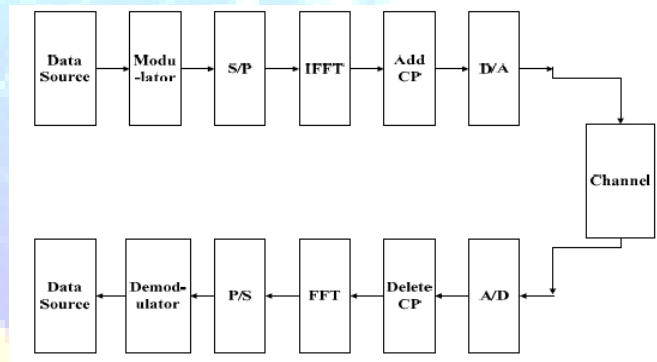 Data
Source
Modu
-lator
S/P
IFFT
Add
CP
D/A
Channel
Data
Source
Demod-
ulator
P/S
FFT
Delete
CP
A/D